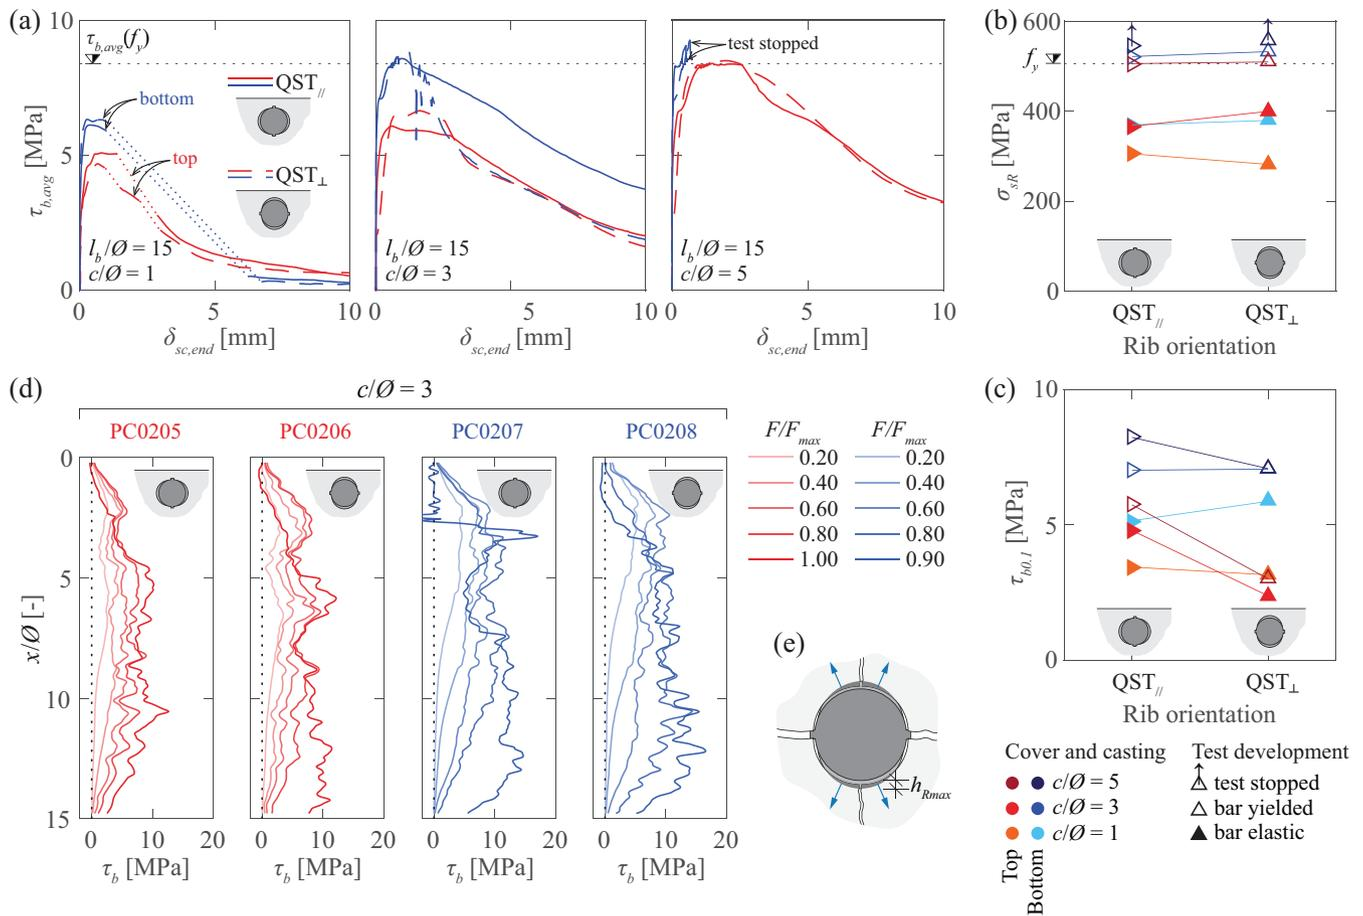 (a)
10
5
0
τb,avg [MPa]
τb,avg(fy)
bottom
top
QST//
QST⊥
lb/Ø = 15
c/Ø = 1
0 5 10
δsc,end [mm]
lb/Ø = 15
c/Ø = 3
0 5 10
δsc,end [mm]
test stopped
lb/Ø = 15
c/Ø = 5
0 5 10
δsc,end [mm]
(b)
600
fy
400
200
0
σsR [MPa]
QST// QST⊥
Rib orientation
(c)
10
5
0
τb0.1 [MPa]
QST// QST⊥
Rib orientation
(d)
c/Ø = 3
PC0205 PC0206 PC0207 PC0208
0
5
10
15
x/Ø [-]
0 10 20
τb [MPa]
0 10 20
τb [MPa]
0 10 20
τb [MPa]
0 10 20
τb [MPa]
F/Fmax F/Fmax
0.20 0.20
0.40 0.40
0.60 0.60
0.80 0.80
1.00 0.90
(e)
hRmax
Cover and casting
c/Ø = 5
c/Ø = 3
c/Ø = 1
Top
Bottom
Test development
test stopped
bar yielded
bar elastic